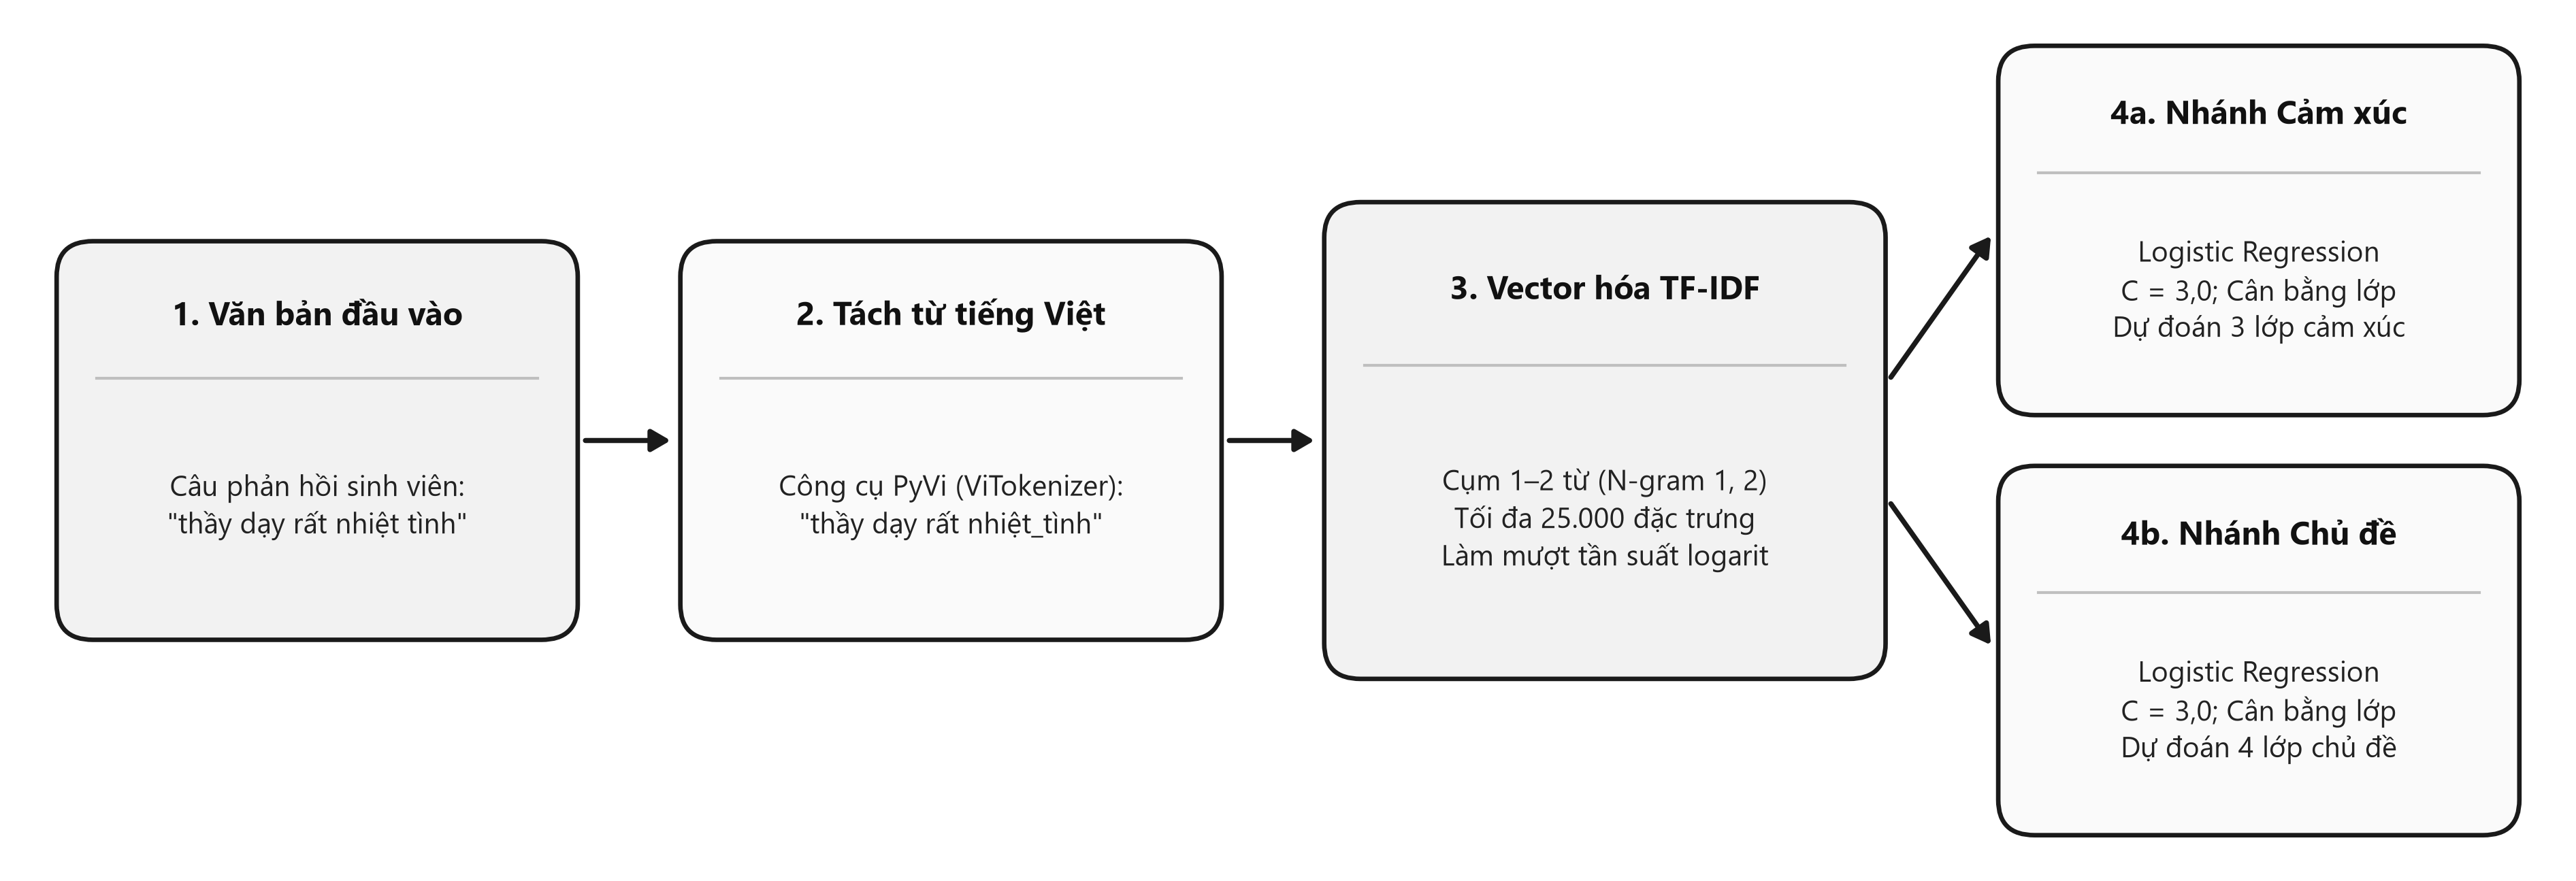 1. Văn bản đầu vào
Câu phản hồi sinh viên:
"thầy dạy rất nhiệt tình"
2. Tách từ tiếng Việt
Công cụ PyVi (ViTokenizer):
"thầy dạy rất nhiệt_tình"
3. Vector hóa TF-IDF
Cụm 1–2 từ (N-gram 1, 2)
Tối đa 25.000 đặc trưng
Làm mượt tần suất logarit
4a. Nhánh Cảm xúc
Logistic Regression
C = 3,0; Cân bằng lớp
Dự đoán 3 lớp cảm xúc
4b. Nhánh Chủ đề
Logistic Regression
C = 3,0; Cân bằng lớp
Dự đoán 4 lớp chủ đề